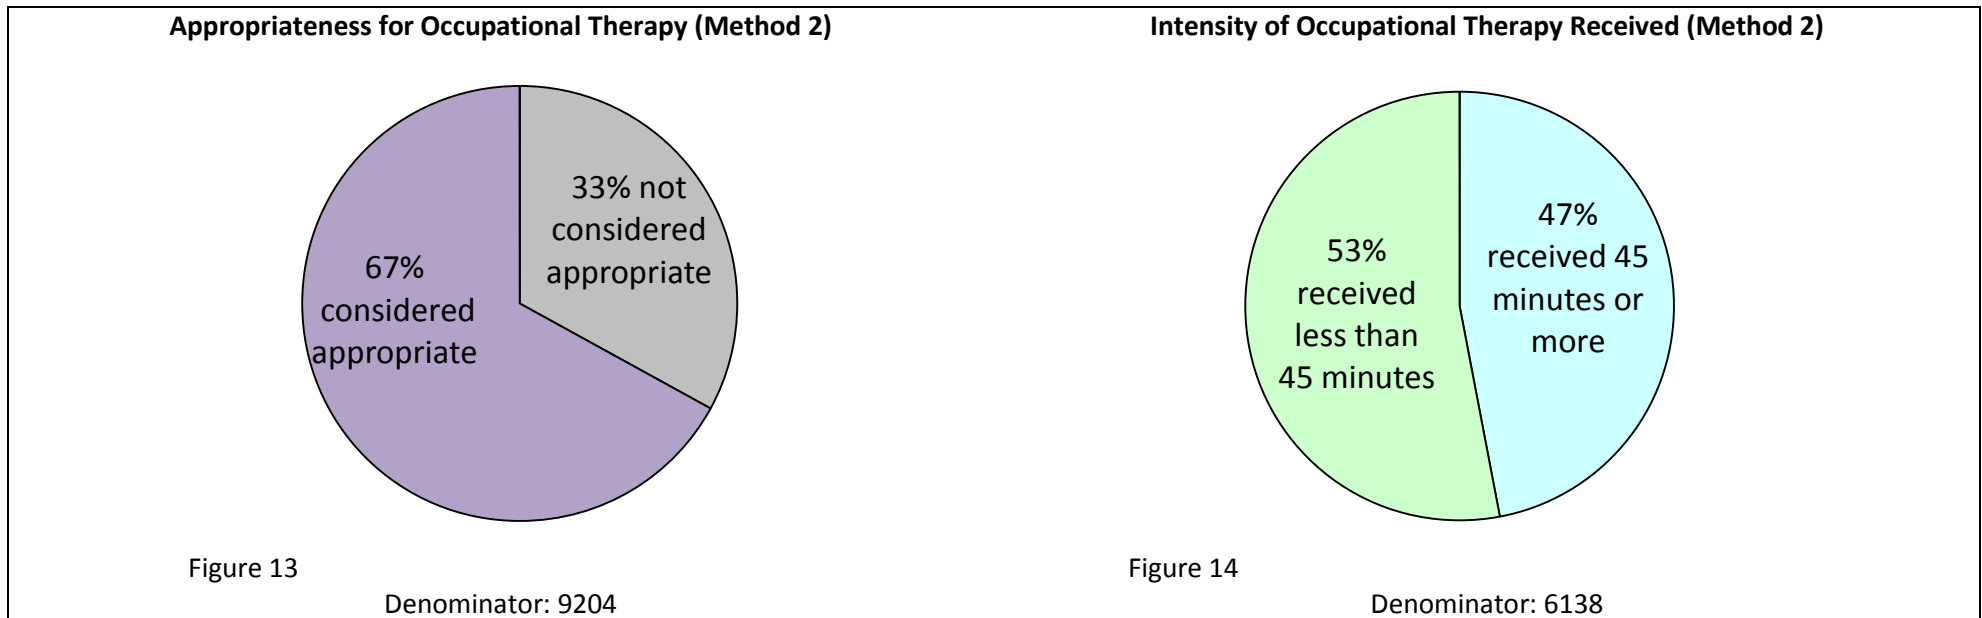 Appropriateness for Occupational Therapy (Method 2)
33% not
considered
appropriate
67%
considered
appropriate
Figure 13
Denominator: 9204
Intensity of Occupational Therapy Received (Method 2)
47%
received 45
minutes or
more
53%
received
less than
45 minutes
Figure 14
Denominator: 6138